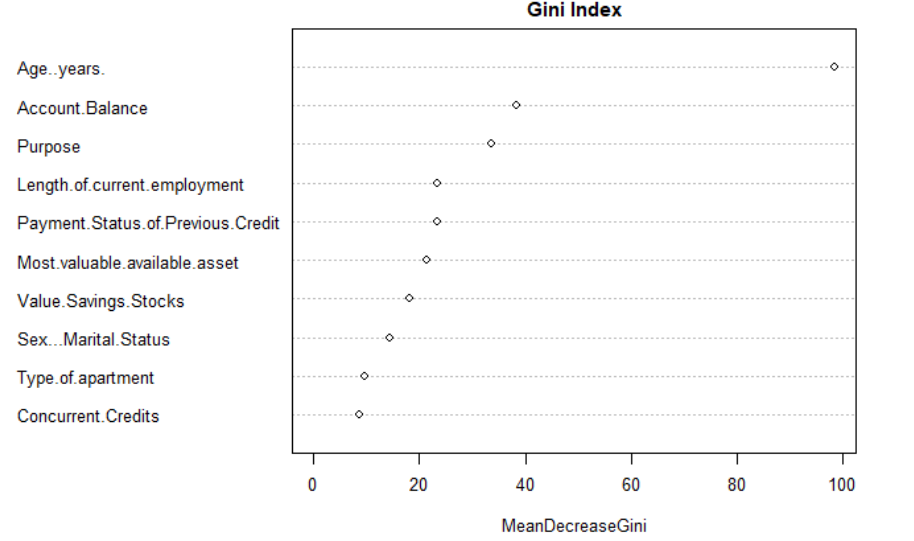 Gini Index
Age..years.
Account.Balance
Purpose
Length.of.current.employment
Payment.Status.of.Previous.Credit
Most.valuable.available.asset
Value.Savings.Stocks
Sex...Marital.Status
Type.of.apartment
Concurrent.Credits
0 20 40 60 80 100
MeanDecreaseGini